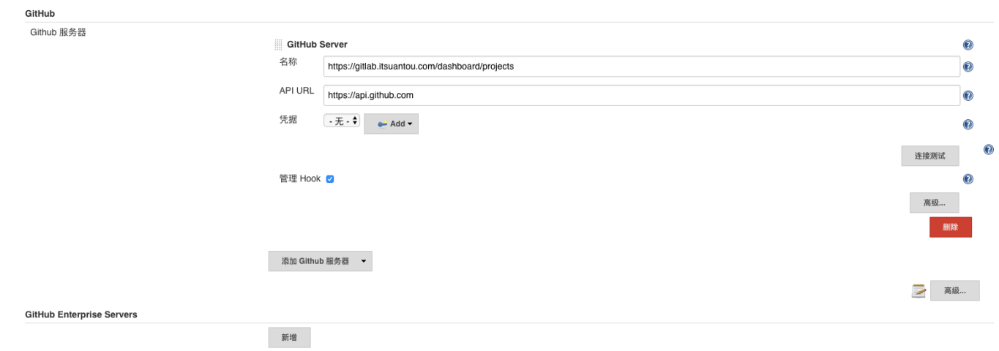 GitHub
Github 服务器
GitHub Server
名称 https://gitlab.itsuantou.com/dashboard/projects
API URL https://api.github.com
凭据 - 无 - Add
连接测试
管理 Hook
高级...
删除
添加 Github 服务器
高级...
GitHub Enterprise Servers
新增